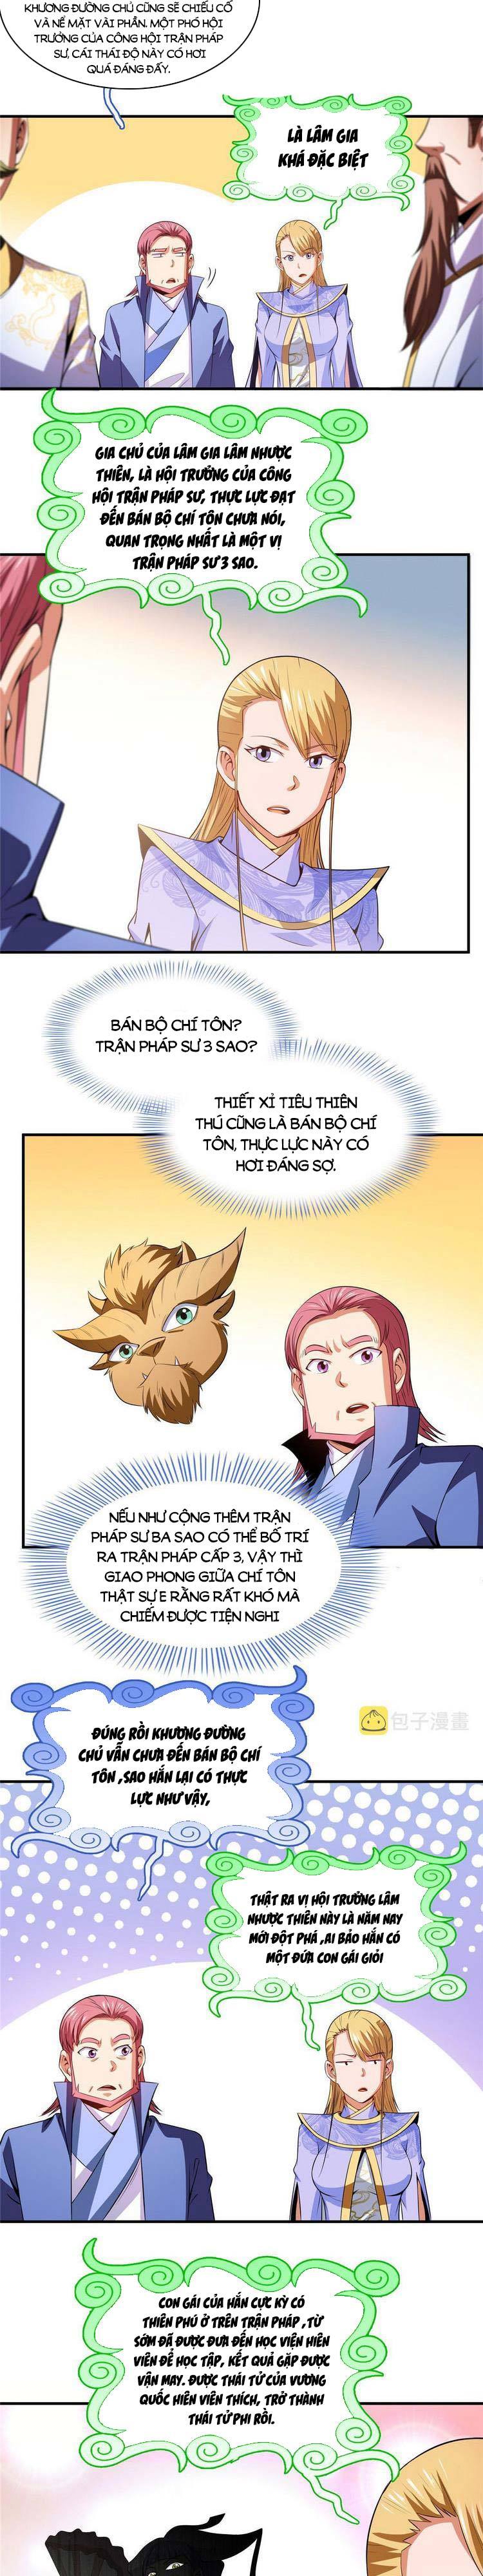 KHƯƠNG ĐƯỜNG CHỦ CŨNG SẼ CHIẾU CỐ
VÀ NỂ MẶT VÀI PHẦN. MỘT PHÓ HỘI
TRƯỞNG CỦA CÔNG HỘI TRẬN PHÁP
SƯ, CÁI THÁI ĐỘ NÀY CÓ HƠI
QUÁ ĐÁNG ĐẤY.
LÀ LÂM GIA
KHÁ ĐẶC BIỆT
GIA CHỦ CỦA LÂM GIA LÂM NHƯỢC
THIÊN, LÀ HỘI TRƯỞNG CỦA CÔNG
HỘI TRẬN PHÁP SƯ, THỰC LỰC ĐẠT
ĐẾN BÁN BỘ CHÍ TÔN CHƯA NÓI,
QUAN TRỌNG NHẤT LÀ MỘT VỊ
TRẬN PHÁP SƯ 3 SAO.
BÁN BỘ CHÍ TÔN?
TRẬN PHÁP SƯ 3 SAO?
THIẾT XỈ TIÊU THIÊN
THÚ CŨNG LÀ BÁN BỘ CHÍ
TÔN, THỰC LỰC NÀY CÓ
HƠI ĐÁNG SỢ.
NẾU NHƯ CỘNG THÊM TRẬN
PHÁP SƯ BA SAO CÓ THỂ BỐ TRÍ
RA TRẬN PHÁP CẤP 3, VẬY THÌ
GIAO PHONG GIỮA CHÍ TÔN
THẬT SỰ E RẰNG RẤT KHÓ MÀ
CHIẾM ĐƯỢC TIỆN NGHI
包子漫畫
ĐÚNG RỒI KHƯƠNG ĐƯỜNG
CHỦ VẪN CHƯA ĐẾN BÁN BỘ CHÍ
TÔN ,SAO HẮN LẠI CÓ THỰC
LỰC NHƯ VẬY,
THẬT RA VỊ HỘI TRƯỞNG LÂM
NHƯỢC THIÊN NÀY LÀ NĂM NAY
MỚI ĐỘT PHÁ ,AI BẢO HẮN CÓ
MỘT ĐỨA CON GÁI GIỎI
CON GÁI CỦA HẮN CỰC KỲ CÓ
THIÊN PHÚ Ở TRÊN TRẬN PHÁP ,TỪ
SỚM ĐÃ ĐƯỢC ĐƯA ĐẾN HỌC VIỆN HIÊN
VIÊN ĐỂ HỌC TẬP, KẾT QUẢ GẶP ĐƯỢC
VẬN MAY. ĐƯỢC THÁI TỬ CỦA VƯƠNG
QUỐC HIÊN VIÊN THÍCH, TRỞ THÀNH
THÁI TỬ PHI RỒI.